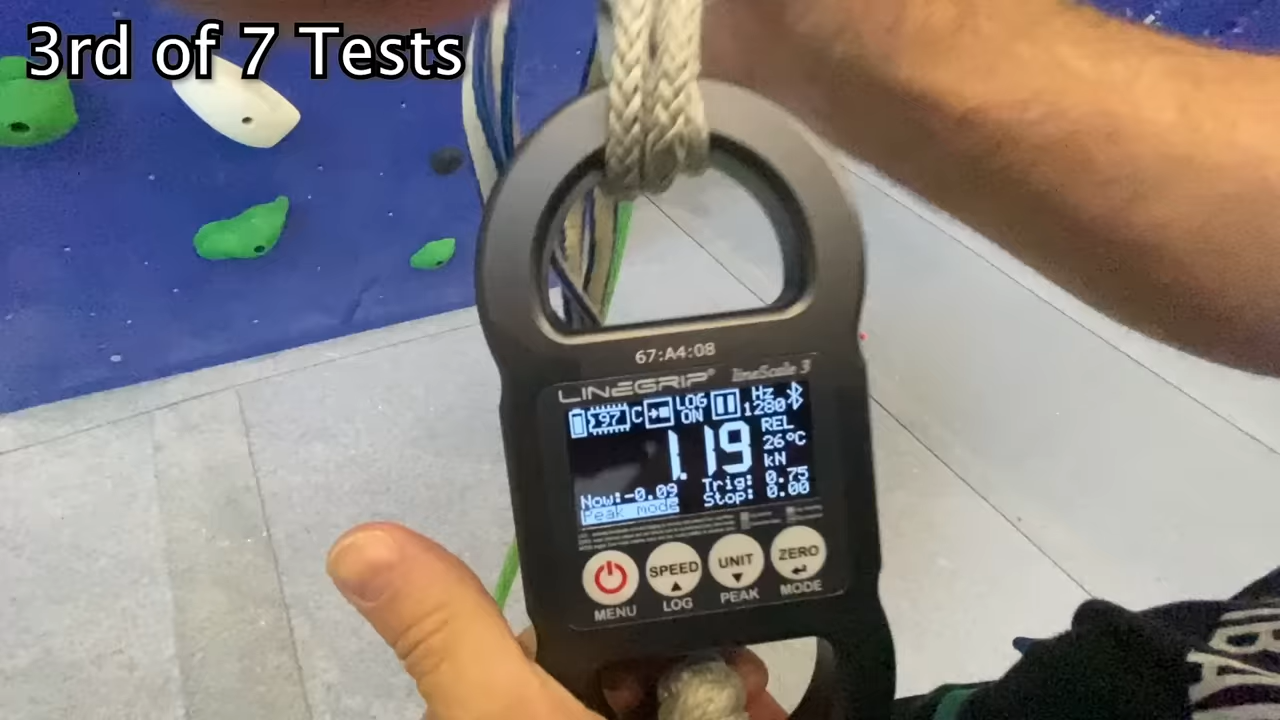 3rd of 7 Tests
67:A4:08
LINEGRIP® lineScale 3
97 C LOG ON Hz 1280
REL
1.19 26°C
kN
Now:-0.09 Trig: 0.75
Peak mode Stop: 0.00
SPEED UNIT ZERO
MENU LOG PEAK MODE